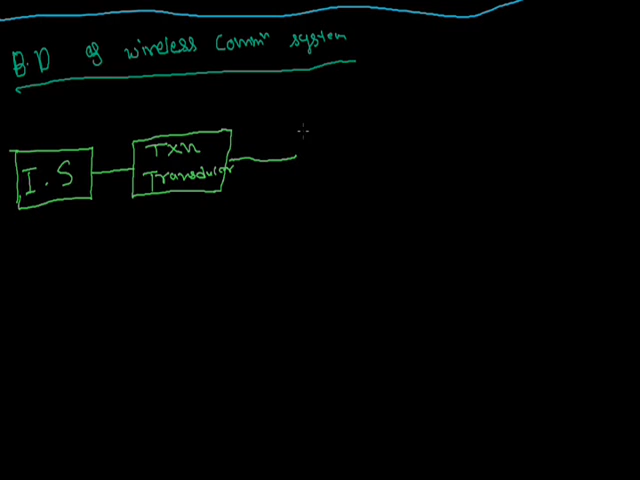 B.D of wireless Commⁿ system
I.S
TXn
Transducer